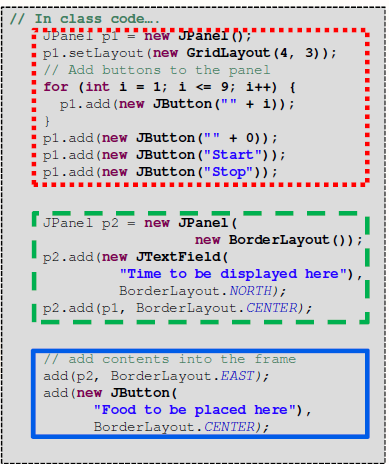 // In class code….
JPanel p1 = new JPanel();
p1.setLayout(new GridLayout(4, 3));
// Add buttons to the panel
for (int i = 1; i <= 9; i++) {
p1.add(new JButton("" + i));
}
p1.add(new JButton("" + 0));
p1.add(new JButton("Start"));
p1.add(new JButton("Stop"));
JPanel p2 = new JPanel(
new BorderLayout());
p2.add(new JTextField(
"Time to be displayed here"),
BorderLayout.NORTH);
p2.add(p1, BorderLayout.CENTER);
// add contents into the frame
add(p2, BorderLayout.EAST);
add(new JButton(
"Food to be placed here"),
BorderLayout.CENTER);